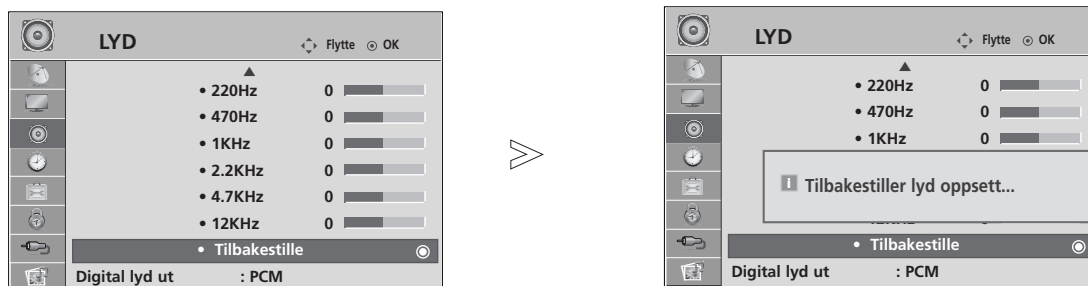 LYD Flytte OK
• 220Hz 0
• 470Hz 0
• 1KHz 0
• 2.2KHz 0
• 4.7KHz 0
• 12KHz 0
• Tilbakestille
Digital lyd ut : PCM
LYD Flytte OK
• 220Hz 0
• 470Hz 0
• 1KHz 0
Tilbakestiller lyd oppsett...
• Tilbakestille
Digital lyd ut : PCM